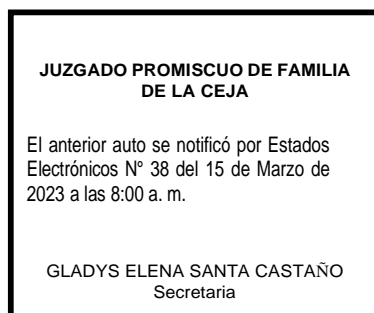 JUZGADO PROMISCUO DE FAMILIA
DE LA CEJA
El anterior auto se notificó por Estados
Electrónicos N° 38 del 15 de Marzo de
2023 a las 8:00 a. m.
GLADYS ELENA SANTA CASTAÑO
Secretaria